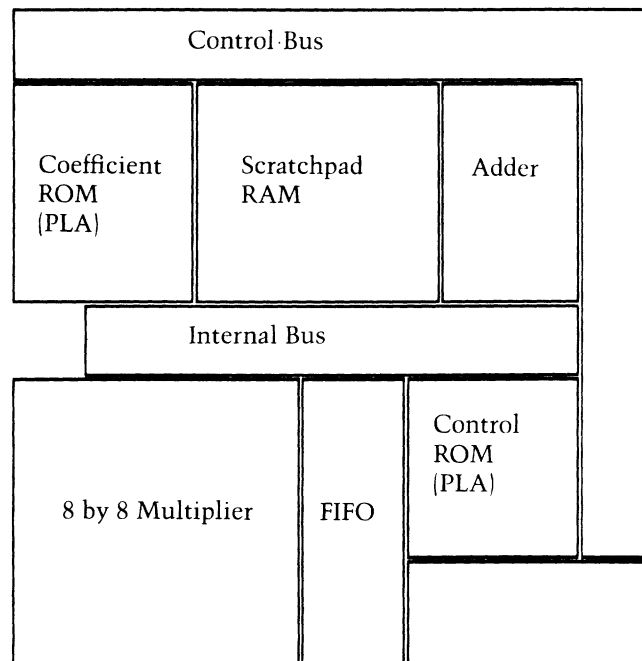 Control Bus
Coefficient
ROM
(PLA)
Scratchpad
RAM
Adder
Internal Bus
Control
ROM
(PLA)
8 by 8 Multiplier
FIFO